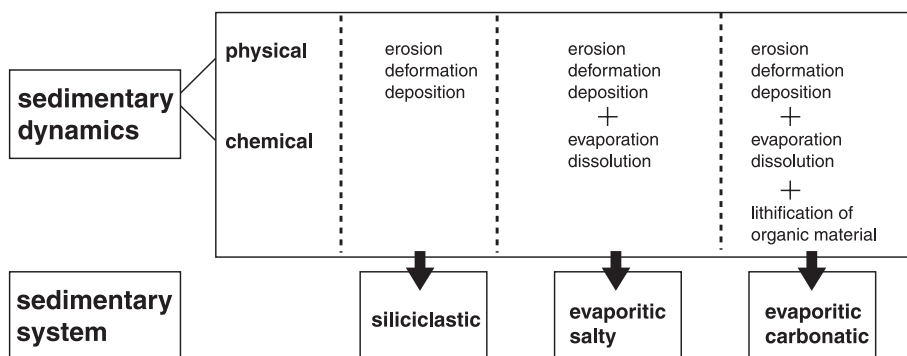 sedimentary
dynamics
physical
chemical
erosion
deformation
deposition
erosion
deformation
deposition
+
evaporation
dissolution
erosion
deformation
deposition
+
evaporation
dissolution
+
lithification of
organic material
sedimentary
system
siliciclastic
evaporitic
salty
evaporitic
carbonatic